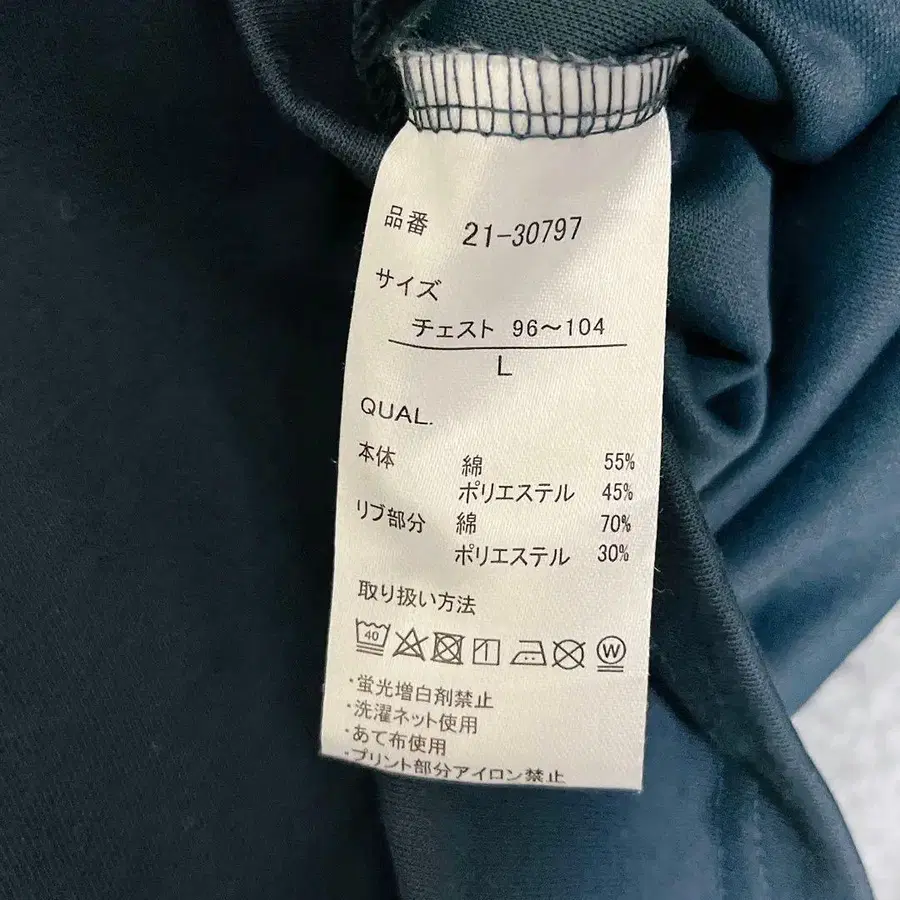 品番 21-30797
サイズ
チェスト 96~104
L
QUAL.
本体 綿 55%
ポリエステル 45%
リブ部分 綿 70%
ポリエステル 30%
取り扱い方法
40 W
・蛍光増白剤禁止
・洗濯ネット使用
・あて布使用
・プリント部分アイロン禁止